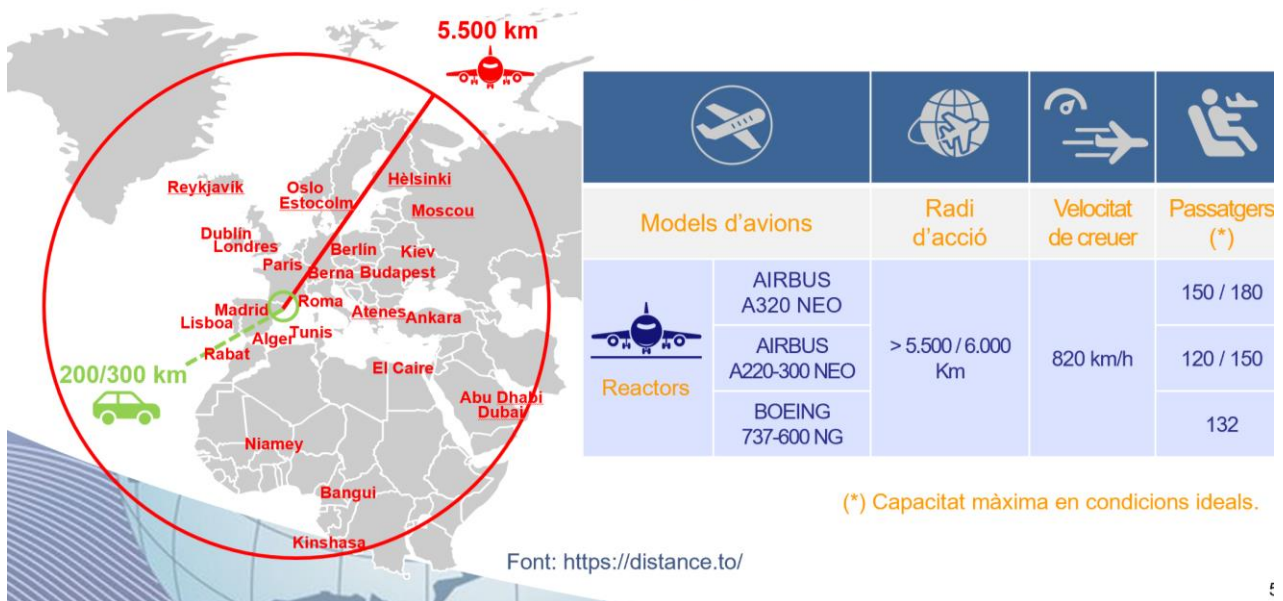 5.500 km
Reykjavík
Oslo
Estocolm
Hèlsinki
Moscou
Dublín
Londres
Berlín
Kiev
París
Berna
Budapest
Roma
Madrid
Lisboa
Atenes
Ankara
Alger
Tunis
Rabat
200/300 km
El Caire
Abu Dhabi
Dubai
Niamey
Bangui
Kinshasa
Models d’avions
Radi
d’acció
Velocitat
de creuer
Passatgers
(*)
Reactors
AIRBUS
A320 NEO
> 5.500 / 6.000
Km
820 km/h
150 / 180
AIRBUS
A220-300 NEO
120 / 150
BOEING
737-600 NG
132
(*) Capacitat màxima en condicions ideals.
Font: https://distance.to/
5